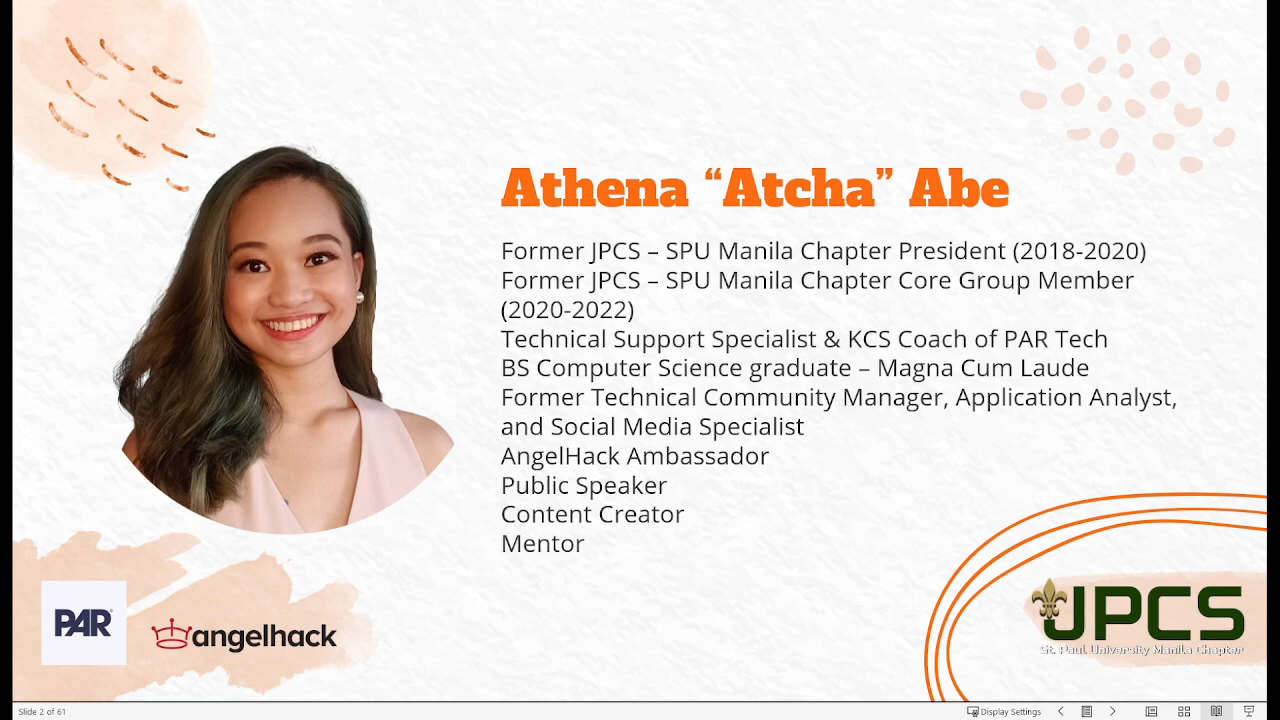 Athena “Atcha” Abe
Former JPCS – SPU Manila Chapter President (2018-2020)
Former JPCS – SPU Manila Chapter Core Group Member
(2020-2022)
Technical Support Specialist & KCS Coach of PAR Tech
BS Computer Science graduate – Magna Cum Laude
Former Technical Community Manager, Application Analyst,
and Social Media Specialist
AngelHack Ambassador
Public Speaker
Content Creator
Mentor
PAR
angelhack
JPCS
St. Paul University Manila Chapter
Slide 2 of 61
Display Settings